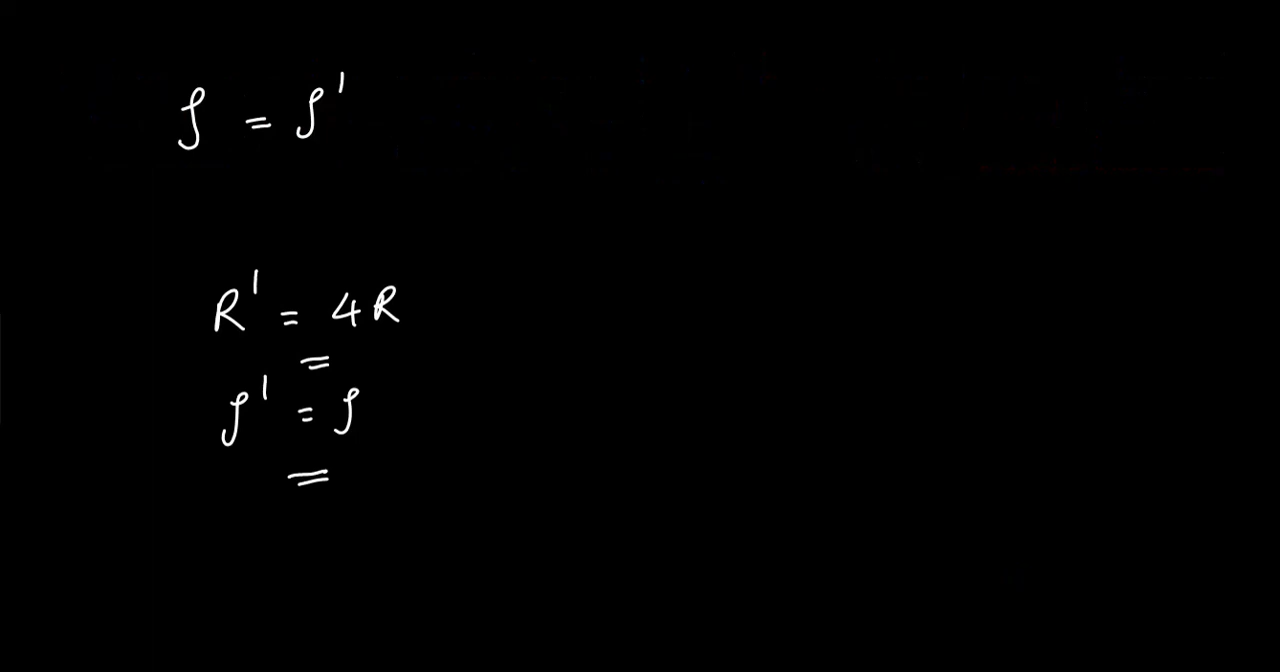 ρ = ρ'
R' = 4R
=
ρ' = ρ
=